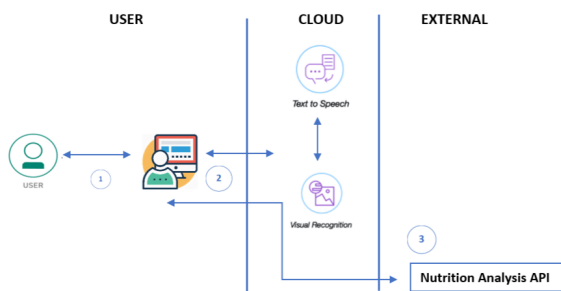 USER
CLOUD
EXTERNAL
Text to Speech
USER
1
2
Visual Recognition
3
Nutrition Analysis API